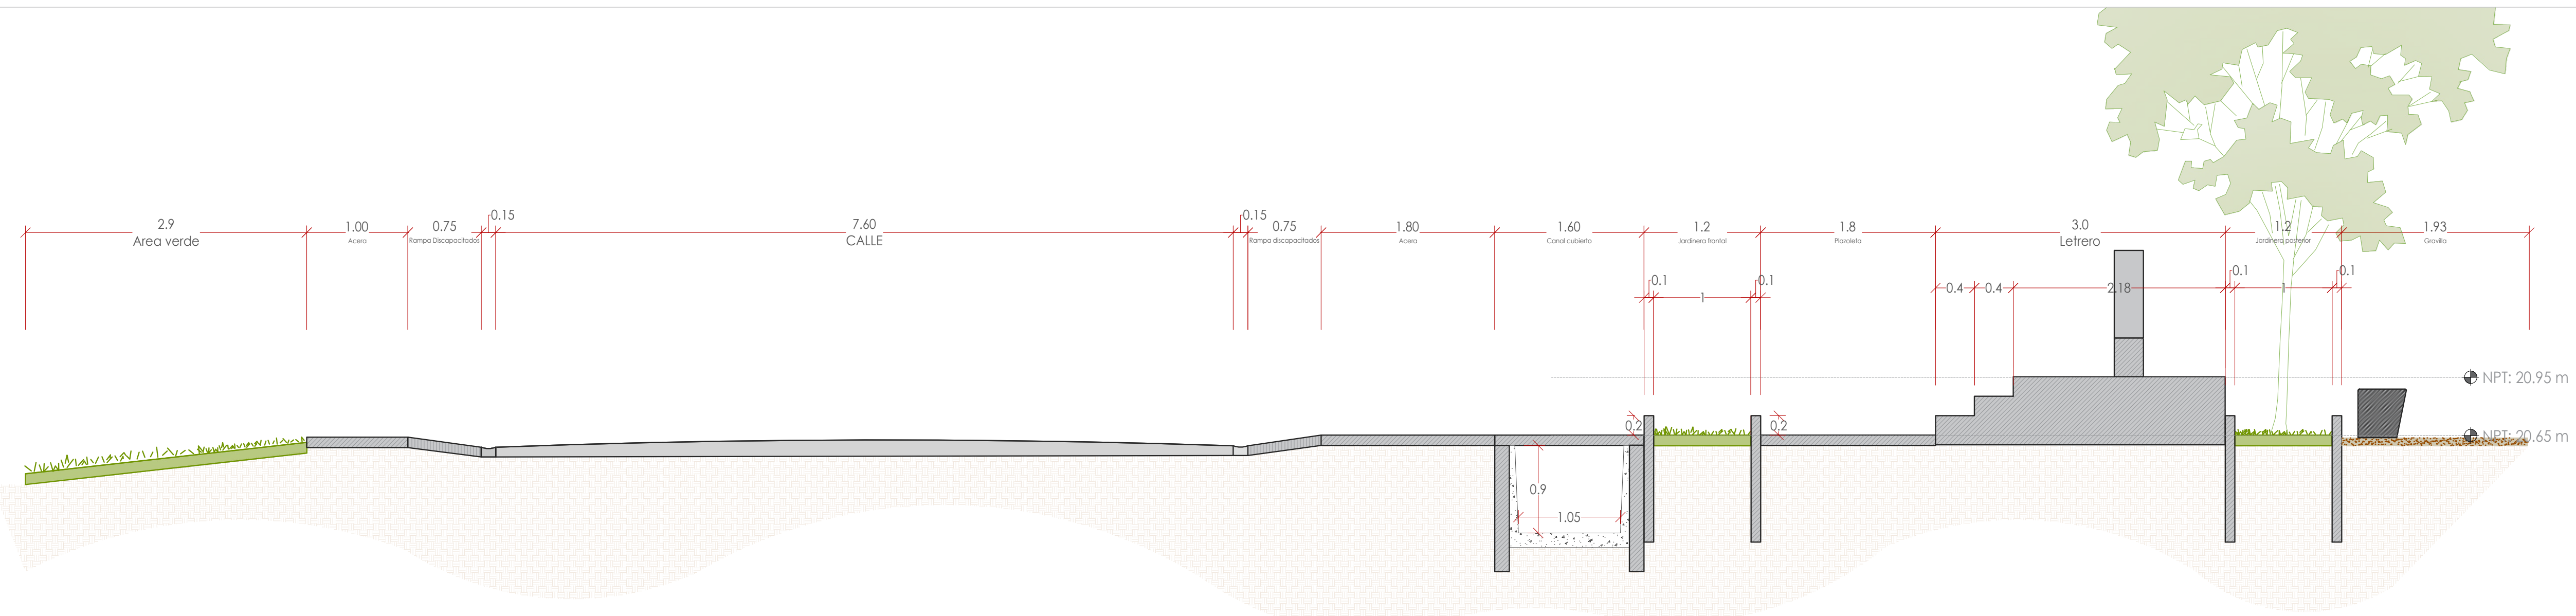 2.9
Area verde
1.00
Acera
0.75
Rampa Discapacitados
0.15
7.60
CALLE
0.15
0.75
Rampa discapacitados
1.80
Acera
1.60
Canal cubierto
1.2
Jardinera frontal
1.8
Plazoleta
3.0
Letrero
1.2
Jardinera posterior
1.93
Gravilla
0.1
1
0.1
0.4
0.4
2.18
0.1
1
0.1
NPT: 20.95 m
0.2
0.2
NPT: 20.65 m
0.9
1.05